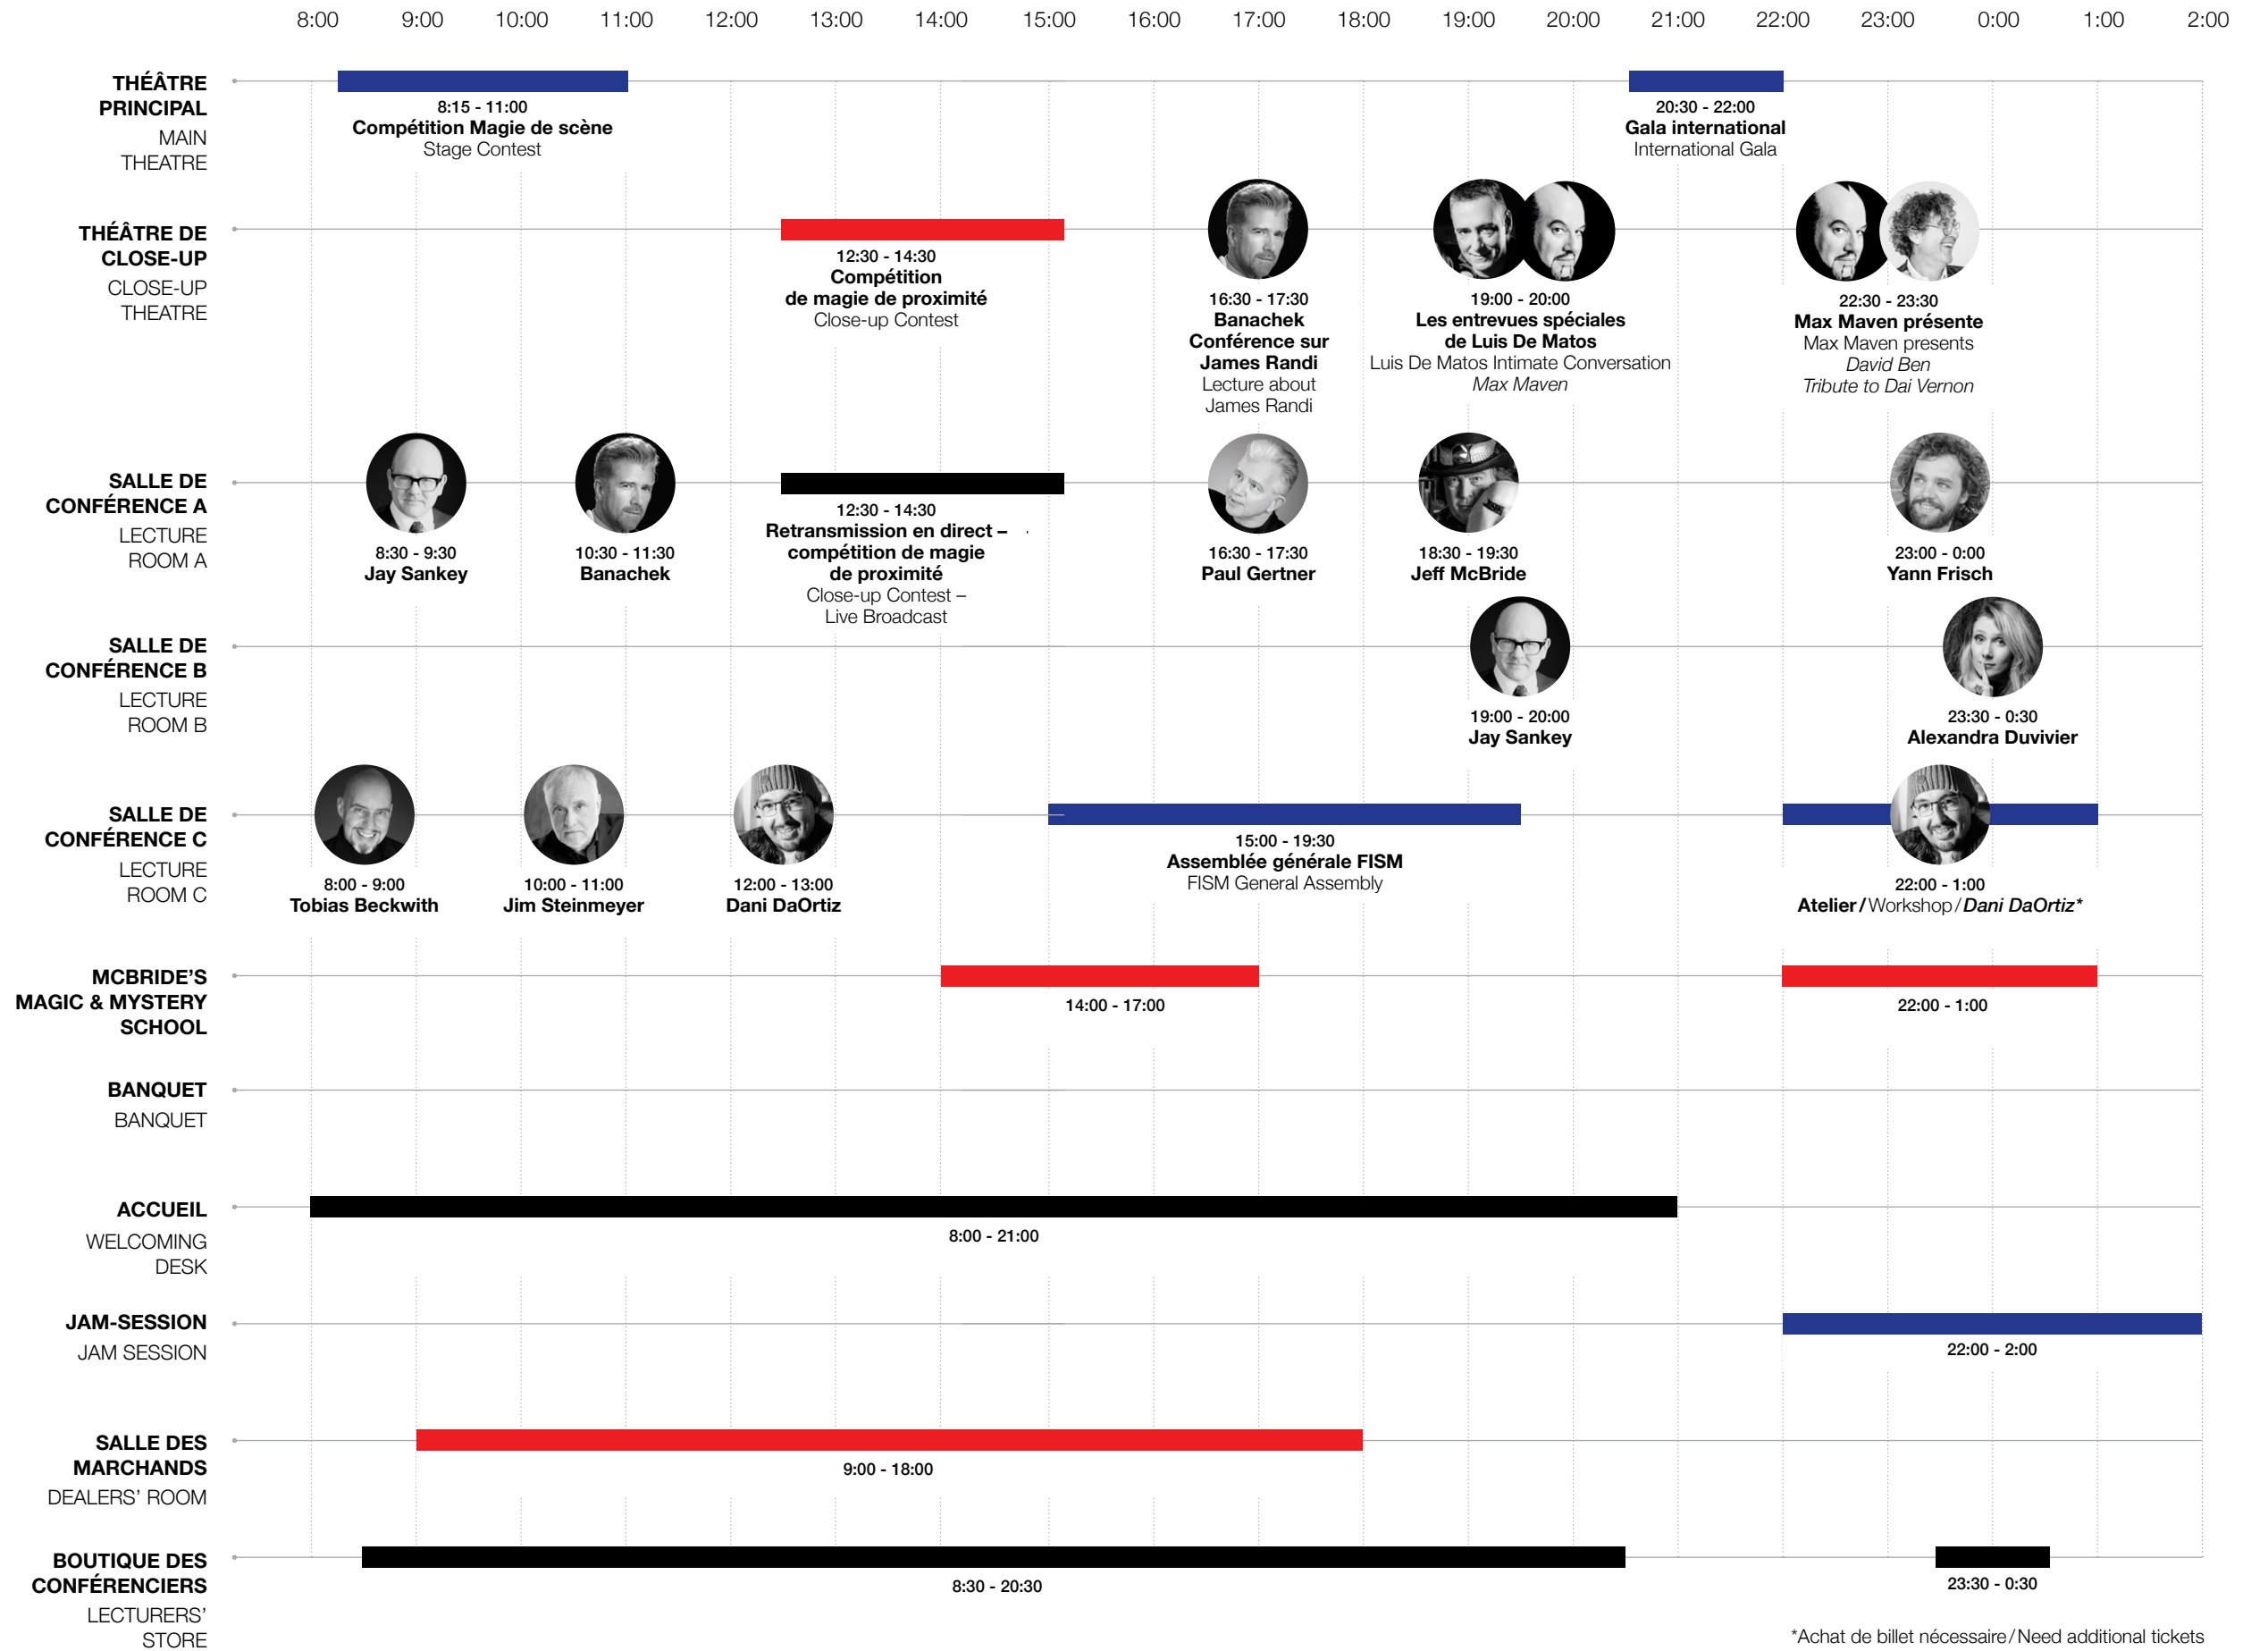 8:00 9:00 10:00 11:00 12:00 13:00 14:00 15:00 16:00 17:00 18:00 19:00 20:00 21:00 22:00 23:00 0:00 1:00 2:00
THÉÂTRE
PRINCIPAL
MAIN
THEATRE
8:15 - 11:00
Compétition Magie de scène
Stage Contest
20:30 - 22:00
Gala international
International Gala
THÉÂTRE DE
CLOSE-UP
CLOSE-UP
THEATRE
12:30 - 14:30
Compétition
de magie de proximité
Close-up Contest
16:30 - 17:30
Banachek
Conférence sur
James Randi
Lecture about
James Randi
19:00 - 20:00
Les entrevues spéciales
de Luis De Matos
Luis De Matos Intimate Conversation
Max Maven
22:30 - 23:30
Max Maven présente
Max Maven presents
David Ben
Tribute to Dai Vernon
SALLE DE
CONFÉRENCE A
LECTURE
ROOM A
8:30 - 9:30
Jay Sankey
10:30 - 11:30
Banachek
12:30 - 14:30
Retransmission en direct –
compétition de magie
de proximité
Close-up Contest –
Live Broadcast
16:30 - 17:30
Paul Gertner
18:30 - 19:30
Jeff McBride
23:00 - 0:00
Yann Frisch
SALLE DE
CONFÉRENCE B
LECTURE
ROOM B
19:00 - 20:00
Jay Sankey
23:30 - 0:30
Alexandra Duvivier
SALLE DE
CONFÉRENCE C
LECTURE
ROOM C
8:00 - 9:00
Tobias Beckwith
10:00 - 11:00
Jim Steinmeyer
12:00 - 13:00
Dani DaOrtiz
15:00 - 19:30
Assemblée générale FISM
FISM General Assembly
22:00 - 1:00
Atelier/Workshop/Dani DaOrtiz*
MCBRIDE'S
MAGIC & MYSTERY
SCHOOL
14:00 - 17:00
22:00 - 1:00
BANQUET
BANQUET
ACCUEIL
WELCOMING
DESK
8:00 - 21:00
JAM-SESSION
JAM SESSION
22:00 - 2:00
SALLE DES
MARCHANDS
DEALERS' ROOM
9:00 - 18:00
BOUTIQUE DES
CONFÉRENCIERS
LECTURERS'
STORE
8:30 - 20:30
23:30 - 0:30
*Achat de billet nécessaire/Need additional tickets